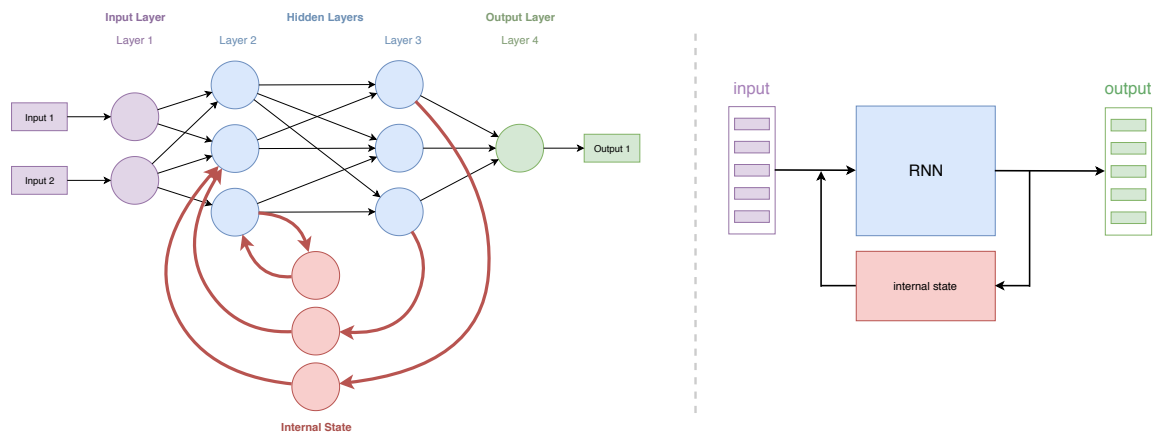 Input Layer
Hidden Layers
Output Layer
Layer 1
Layer 2
Layer 3
Layer 4
Input 1
Input 2
Output 1
Internal State
input
output
RNN
internal state